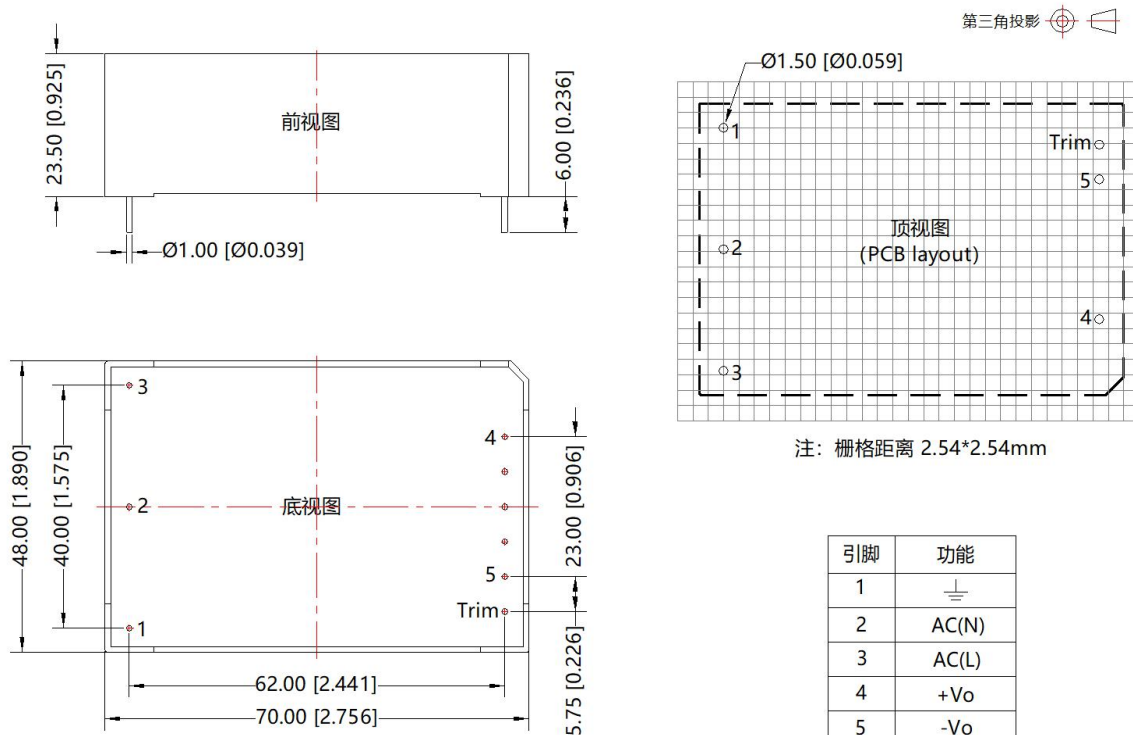 第三角投影
23.50 [0.925]
前视图
6.00 [0.236]
Ø1.00 [Ø0.039]
Ø1.50 [Ø0.059]
1
Trim
5
2
顶视图
(PCB layout)
4
3
注：栅格距离 2.54*2.54mm
48.00 [1.890]
40.00 [1.575]
3
4
2
底视图
23.00 [0.906]
5
Trim
1
5.75 [0.226]
62.00 [2.441]
70.00 [2.756]
引脚 功能
1
2 AC(N)
3 AC(L)
4 +Vo
5 -Vo